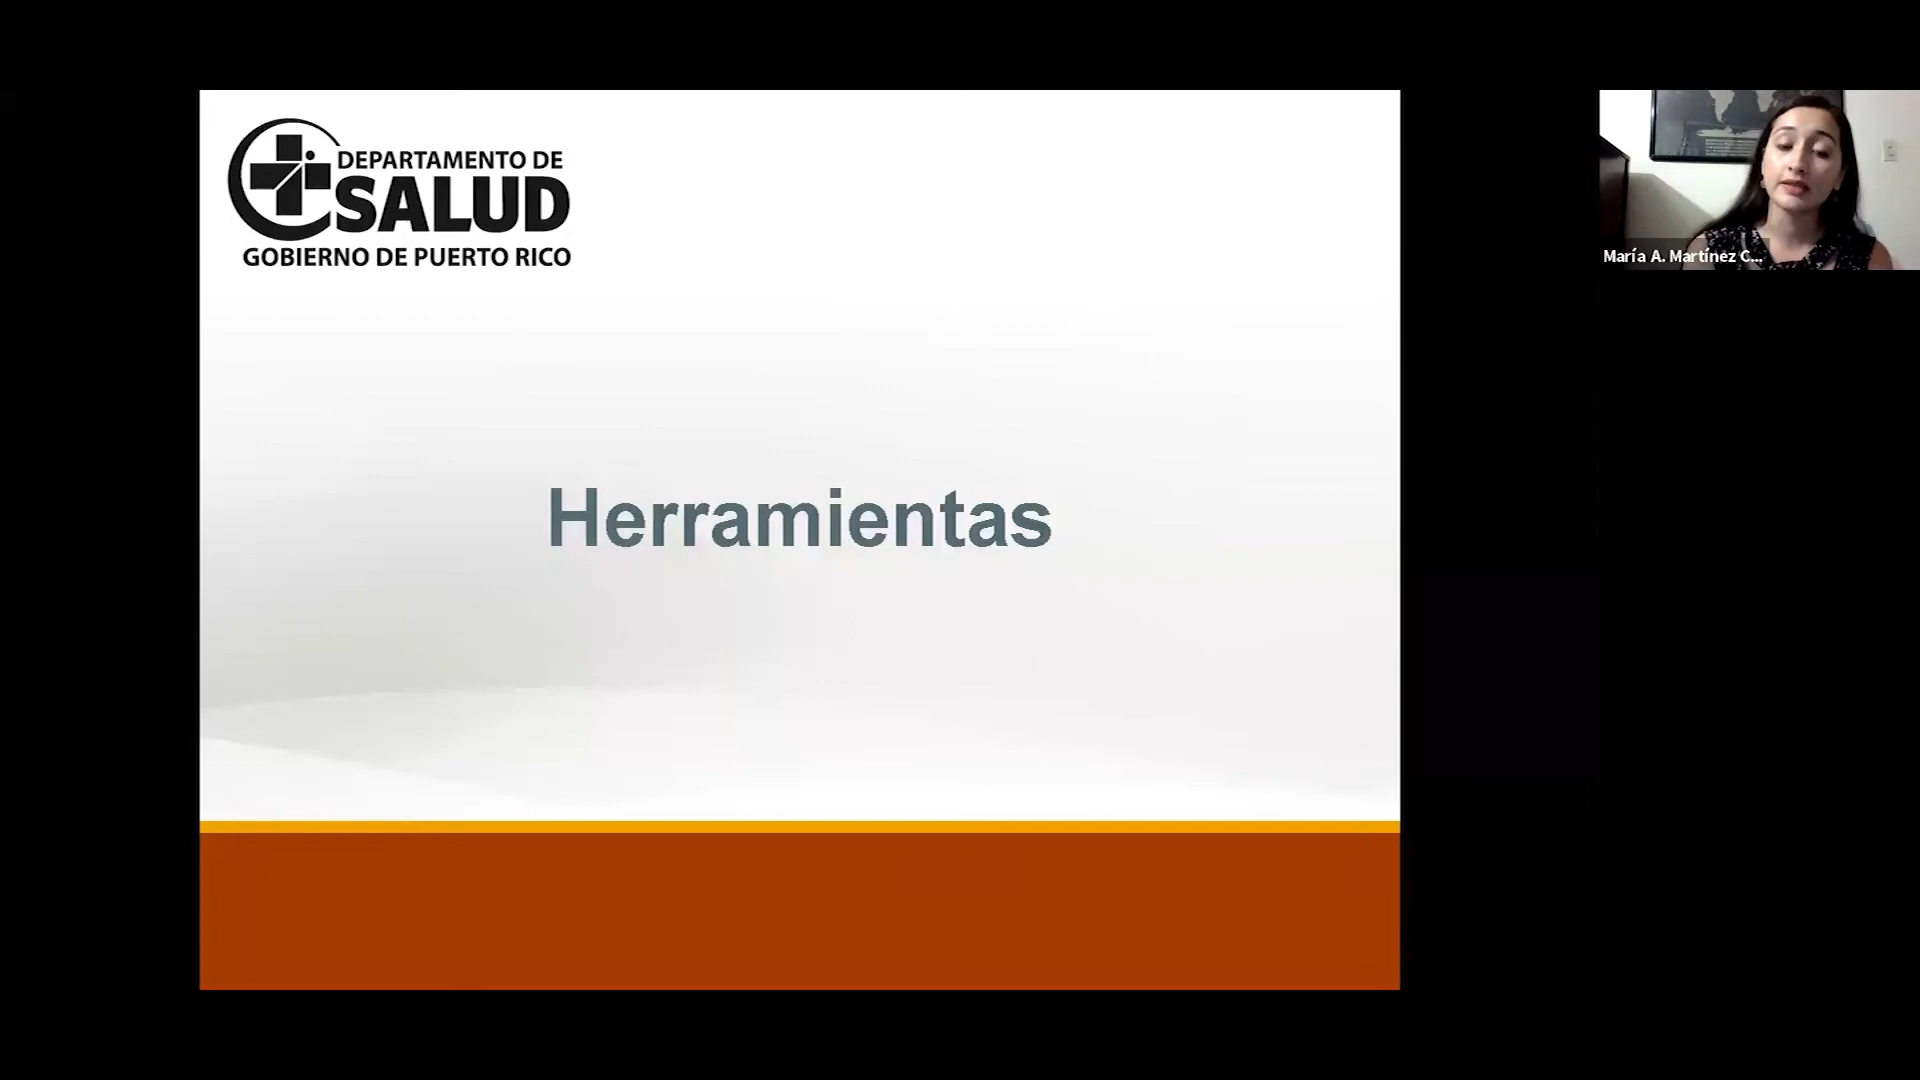 DEPARTAMENTO DE
SALUD
GOBIERNO DE PUERTO RICO
Herramientas
María A. Martínez C...